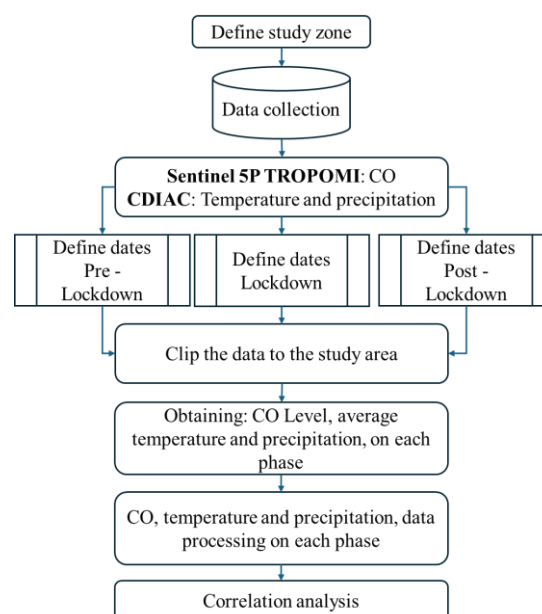 Define study zone
Data collection
Sentinel 5P TROPOMI: CO
CDIAC: Temperature and precipitation
Define dates
Pre -
Lockdown
Define dates
Lockdown
Define dates
Post -
Lockdown
Clip the data to the study area
Obtaining: CO Level, average
temperature and precipitation, on each
phase
CO, temperature and precipitation, data
processing on each phase
Correlation analysis